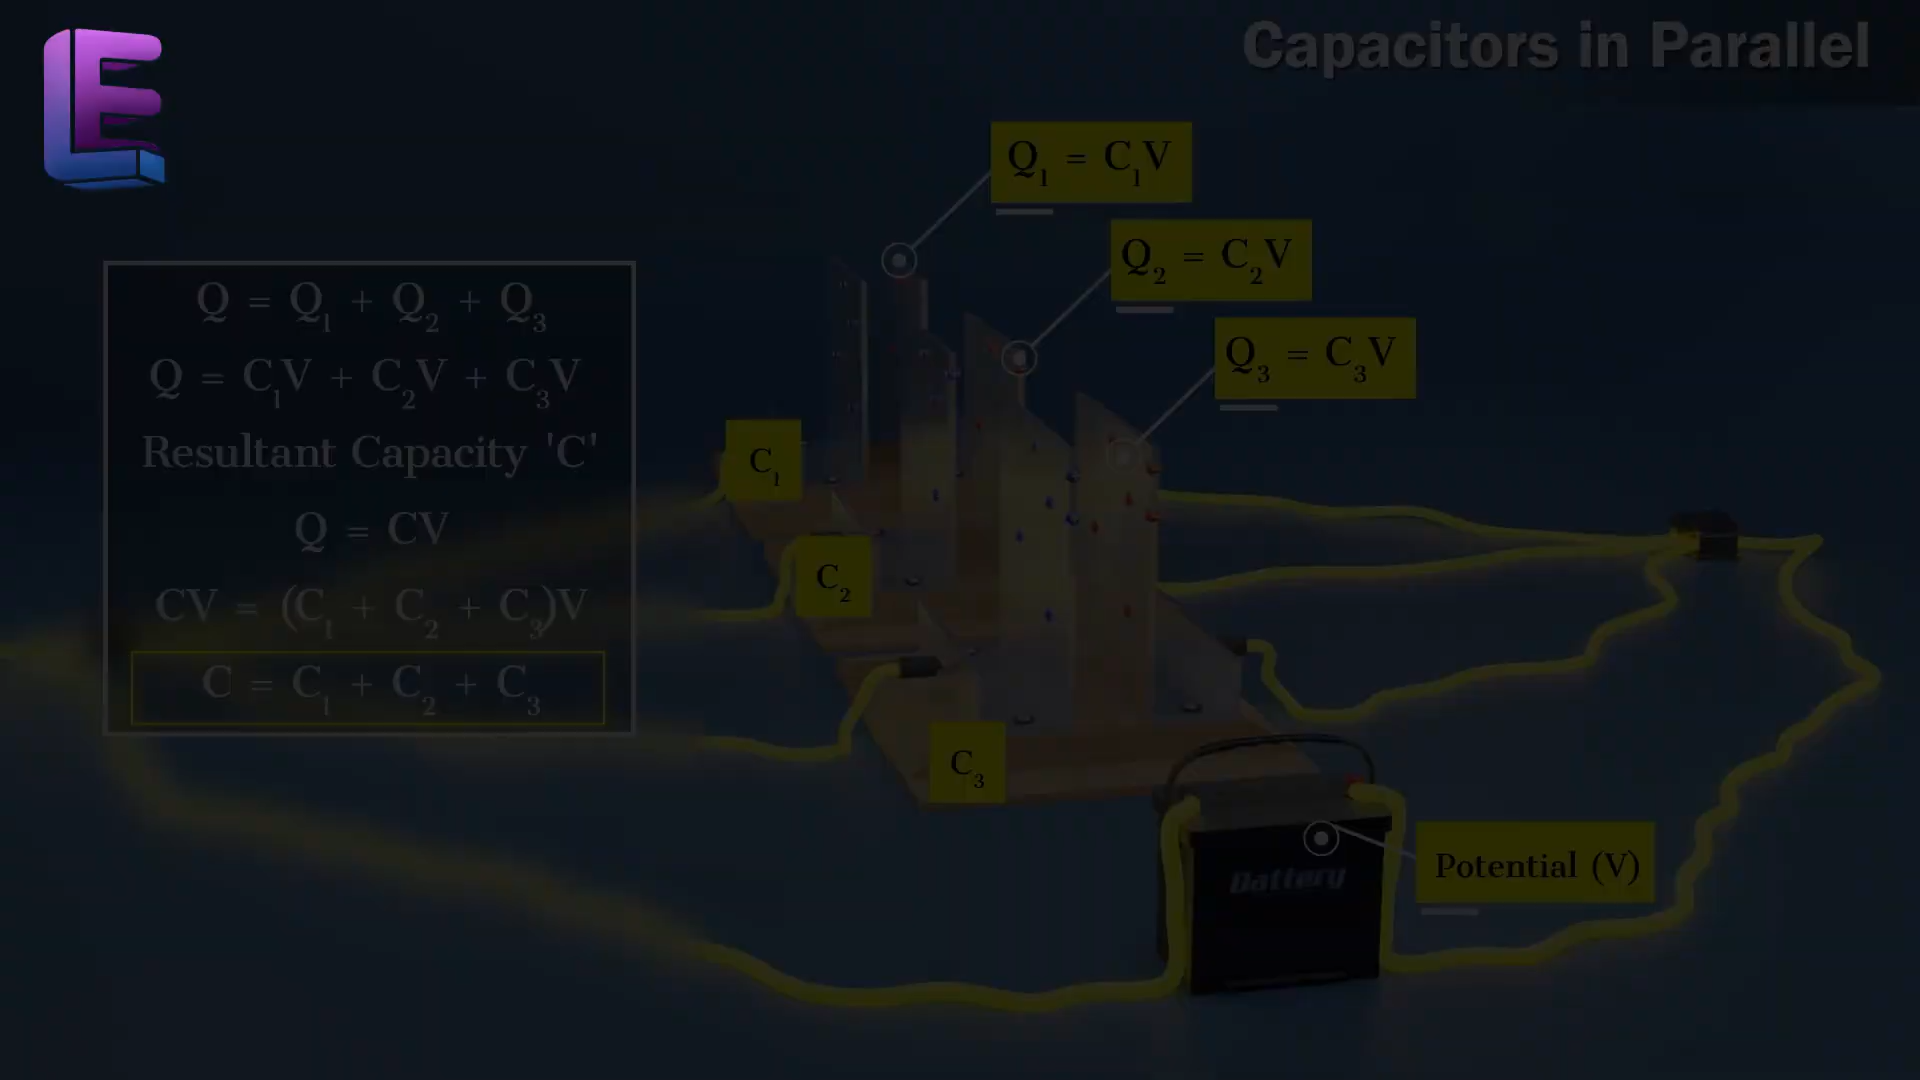 Capacitors in Parallel
LE
Q₁ = C₁V
Q₂ = C₂V
Q₃ = C₃V
Q = Q₁ + Q₂ + Q₃
Q = C₁V + C₂V + C₃V
Resultant Capacity 'C'
Q = CV
CV = (C₁ + C₂ + C₃)V
C = C₁ + C₂ + C₃
C₁
C₂
C₃
Battery
Potential (V)